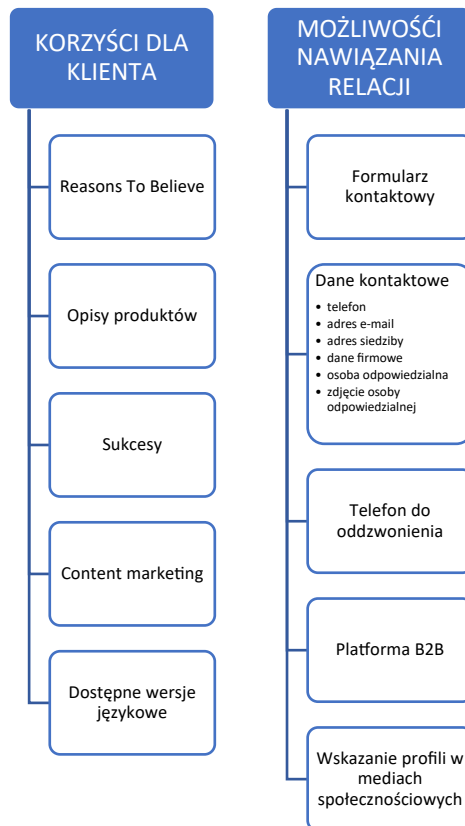 KORZYŚCI DLA
KLIENTA
Reasons To Believe
Opisy produktów
Sukcesy
Content marketing
Dostępne wersje
językowe
MOŻLIWOŚĆI
NAWIĄZANIA
RELACJI
Formularz
kontaktowy
Dane kontaktowe
• telefon
• adres e-mail
• adres siedziby
• dane firmowe
• osoba odpowiedzialna
• zdjęcie osoby
odpowiedzialnej
Telefon do
oddzwonienia
Platforma B2B
Wskazanie profili w
mediach
społecznościowych